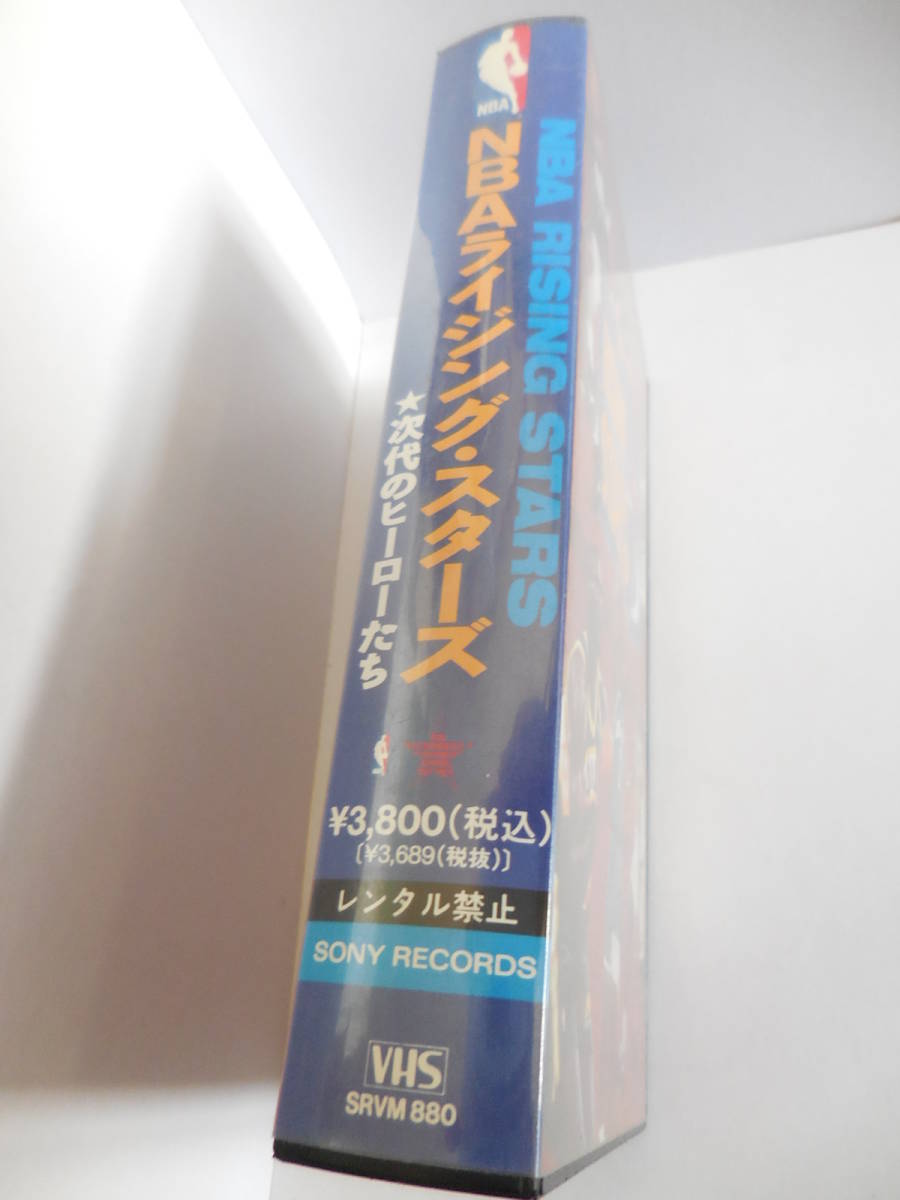 NBA
NBA RISING STARS
NBAライジング・スターズ
★次代のヒーローたち
¥3,800(税込)
〔¥3,689(税抜)〕
レンタル禁止
SONY RECORDS
VHS
SRVM 880